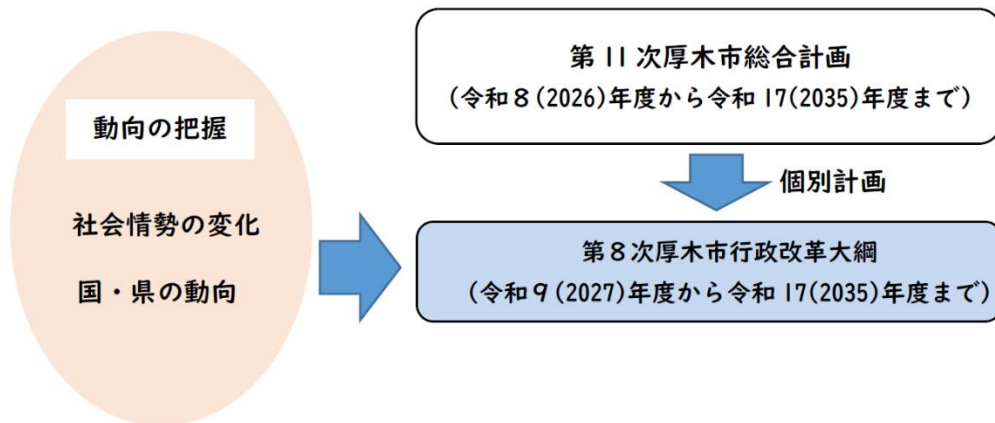 動向の把握
社会情勢の変化
国・県の動向
第11次厚木市総合計画
(令和8(2026)年度から令和17(2035)年度まで)
個別計画
第8次厚木市行政改革大綱
(令和9(2027)年度から令和17(2035)年度まで)